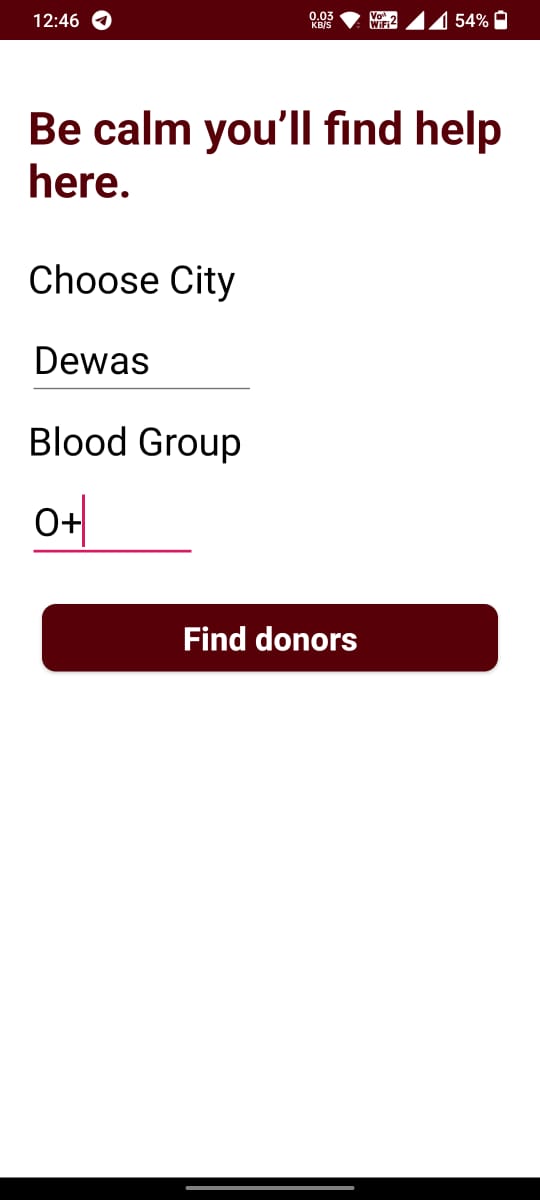 12:46
0.03
KB/S
Vo))
WiFi 2
54%
Be calm you’ll find help
here.
Choose City
Dewas
Blood Group
O+
Find donors